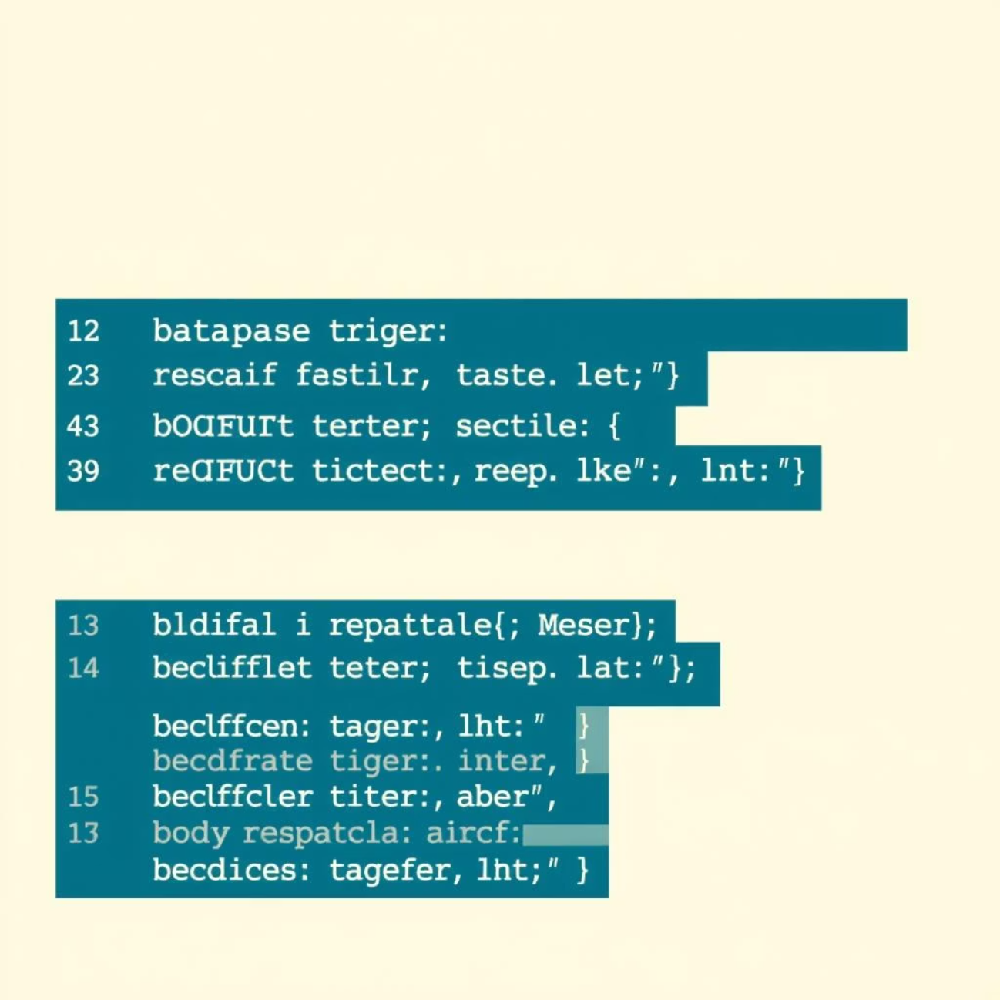 12 batapase triger:
23 rescaif fastilr, taste. let;"}
43 bOɑFUΓt terter; sectile: {
39 reɑFUCt tictect:, reep. lke":, lnt:"}
13 bldifal i repattale{; Meser};
14 beclifflet teter; tisep. lat:"};
beclffcen: tager:, lht:" }
becdfrate tiger:. inter, }
15 beclffcler titer:, aber",
13 body respatcla: aircf:
becdices: tagefer, lht;" }